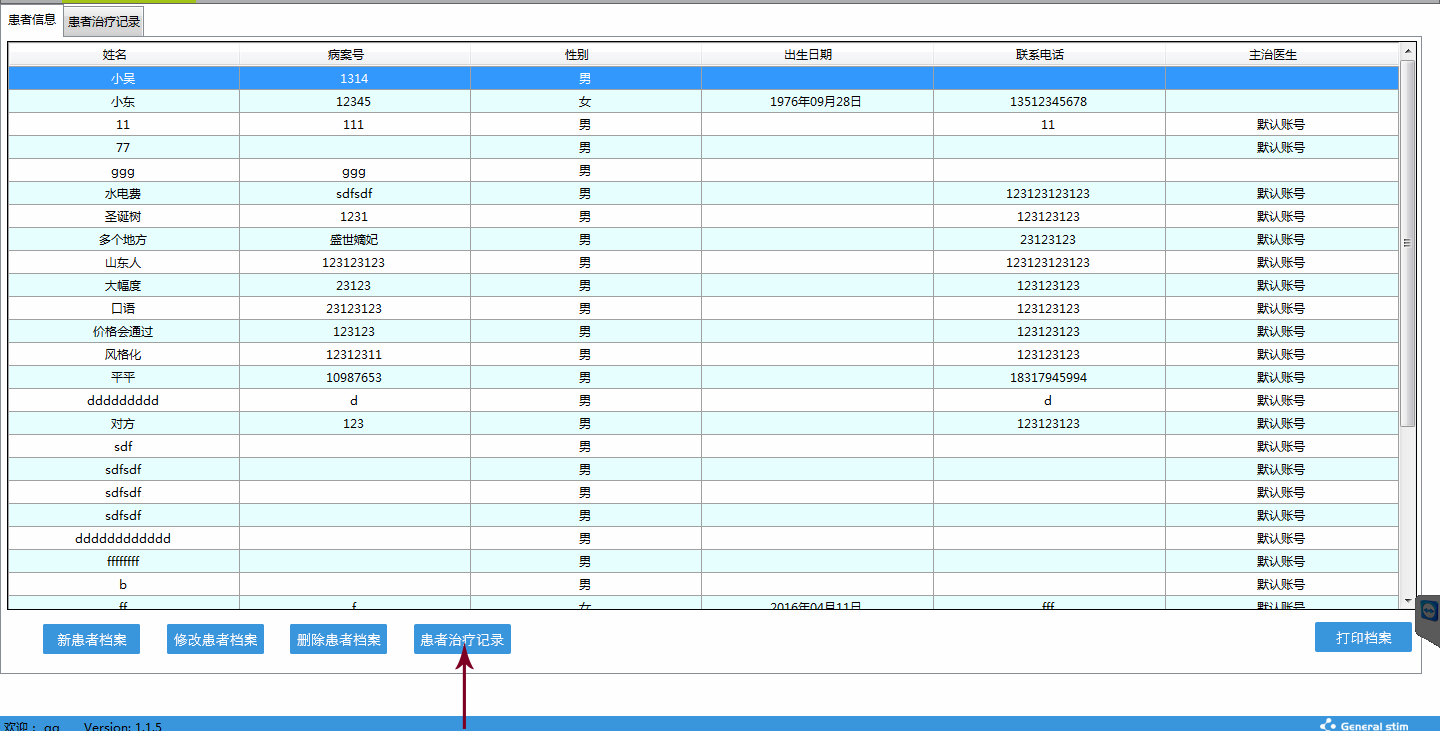 患者信息 患者治疗记录
姓名 病案号 性别 出生日期 联系电话 主治医生
小吴 1314 男
小东 12345 女 1976年09月28日 13512345678
11 111 男 11 默认账号
77 男 默认账号
ggg ggg 男
水电费 sdfsdf 男 123123123123 默认账号
圣诞树 1231 男 123123123 默认账号
多个地方 盛世嫡妃 男 23123123 默认账号
山东人 123123123 男 123123123123 默认账号
大幅度 23123 男 123123123 默认账号
口语 23123123 男 123123123 默认账号
价格会通过 123123 男 123123123 默认账号
风格化 12312311 男 123123123 默认账号
平平 10987653 男 18317945994 默认账号
ddddddddd d 男 d 默认账号
对方 123 男 123123123 默认账号
sdf 男 默认账号
sdfsdf 男 默认账号
sdfsdf 男 默认账号
sdfsdf 男 默认账号
dddddddddddd 男 默认账号
ffffffff 男 默认账号
b 男 默认账号
ff f 女 2016年04月11日 fff 默认账号
新患者档案 修改患者档案 删除患者档案 患者治疗记录 打印档案
欢迎： gg Version: 1.1.5 General stim